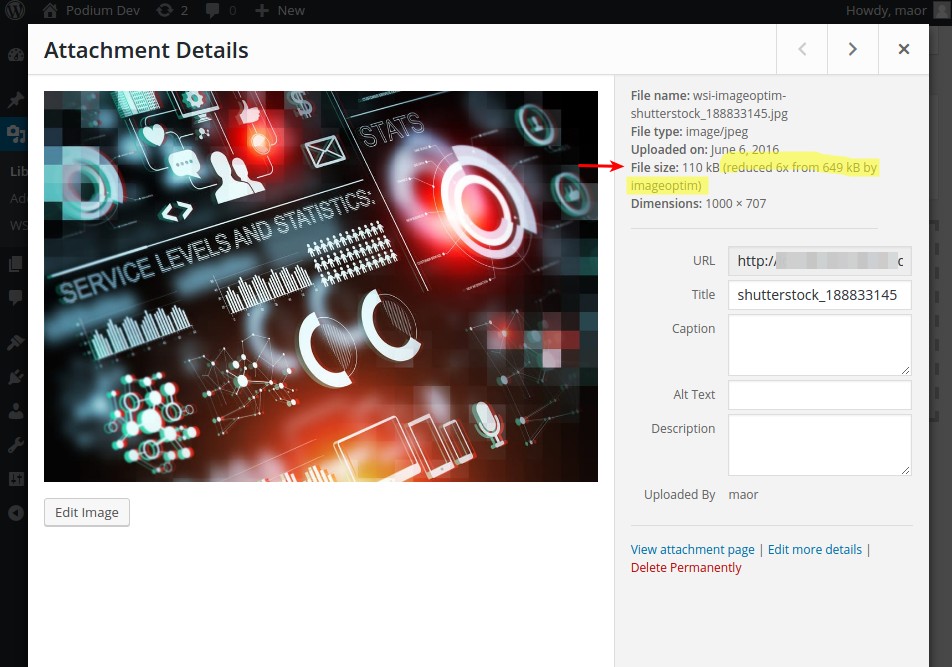 Podium Dev 2 0 New Howdy, maor
Attachment Details
STATS
SERVICE LEVELS AND STATISTICS:
File name: wsi-imageoptim-
shutterstock_188833145.jpg
File type: image/jpeg
Uploaded on: June 6, 2016
File size: 110 kB (reduced 6x from 649 kB by
imageoptim)
Dimensions: 1000 × 707
URL http:/
Title shutterstock_188833145
Caption
Alt Text
Description
Uploaded By maor
Edit Image
View attachment page | Edit more details |
Delete Permanently
Lib
Ad
WS